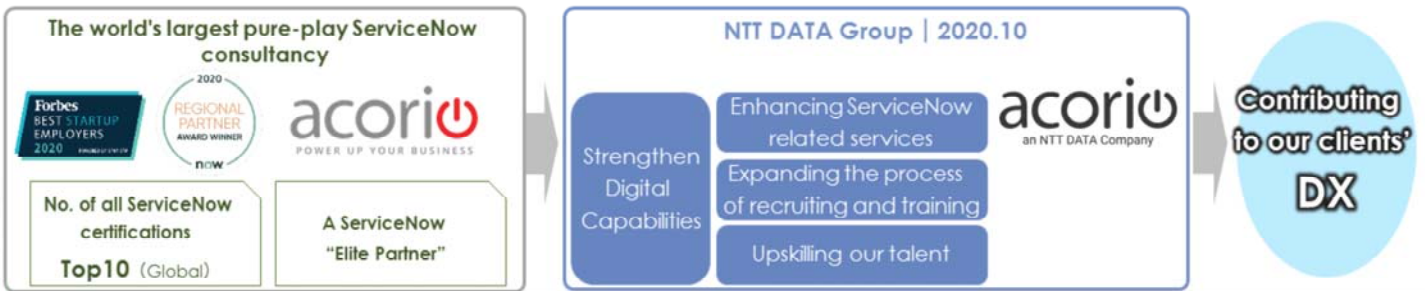 The world's largest pure-play ServiceNow
consultancy
Forbes
BEST STARTUP
EMPLOYERS
2020
2020
REGIONAL
PARTNER
AWARD WINNER
now
acorio
POWER UP YOUR BUSINESS
No. of all ServiceNow
certifications
Top10 (Global)
A ServiceNow
“Elite Partner”
NTT DATA Group | 2020.10
Strengthen
Digital
Capabilities
Enhancing ServiceNow
related services
Expanding the process
of recruiting and training
Upskilling our talent
acorio
an NTT DATA Company
Contributing
to our clients’
DX